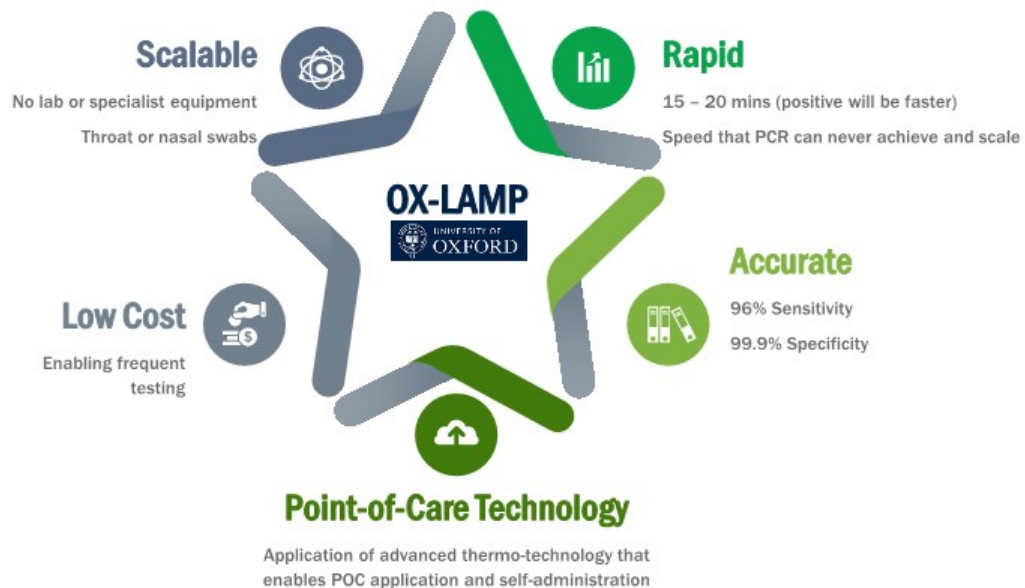 Scalable
No lab or specialist equipment
Throat or nasal swabs
Rapid
15 – 20 mins (positive will be faster)
Speed that PCR can never achieve and scale
OX-LAMP
UNIVERSITY OF
OXFORD
Accurate
96% Sensitivity
99.9% Specificity
Low Cost
Enabling frequent
testing
$
Point-of-Care Technology
Application of advanced thermo-technology that
enables POC application and self-administration